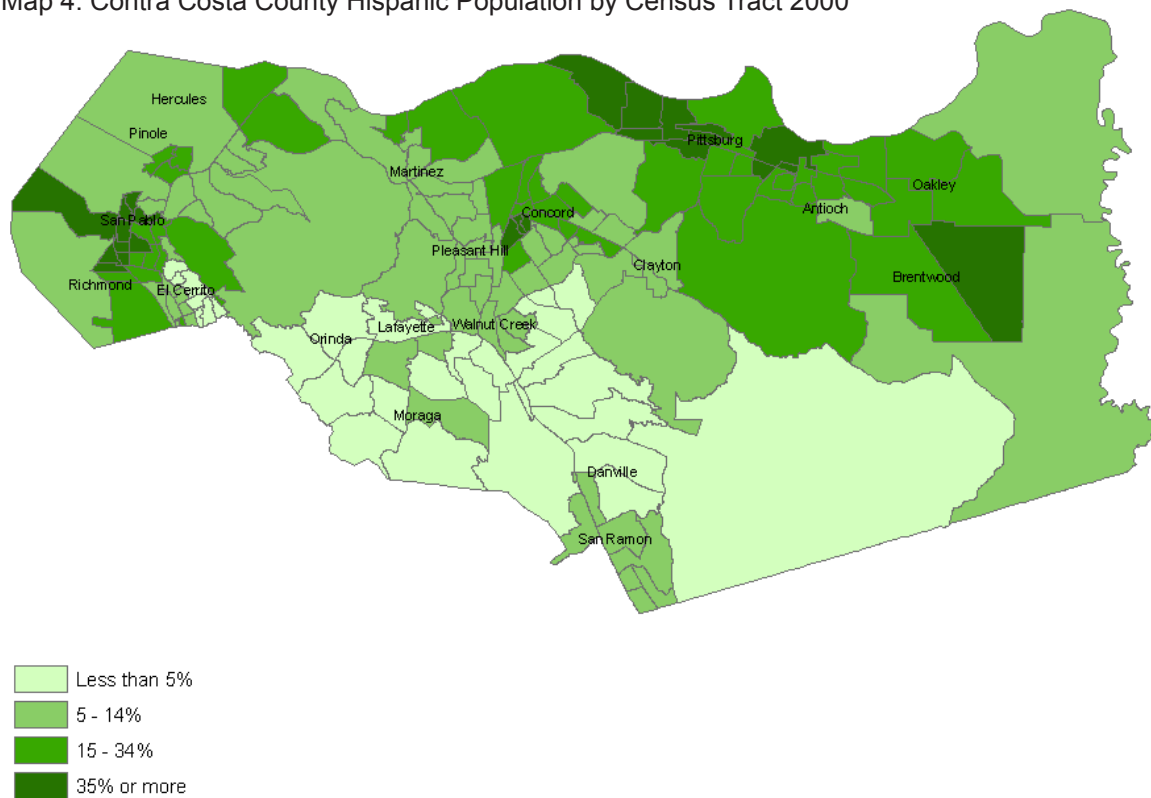 Map 4. Contra Costa County Hispanic Population by Census Tract 2000
Hercules
Pinole
Martinez
Pittsburg
Oakley
San Pablo
Concord
Antioch
Pleasant Hill
Clayton
Brentwood
Richmond
El Cerrito
Orinda
Lafayette
Walnut Creek
Moraga
Danville
San Ramon
Less than 5%
5 - 14%
15 - 34%
35% or more